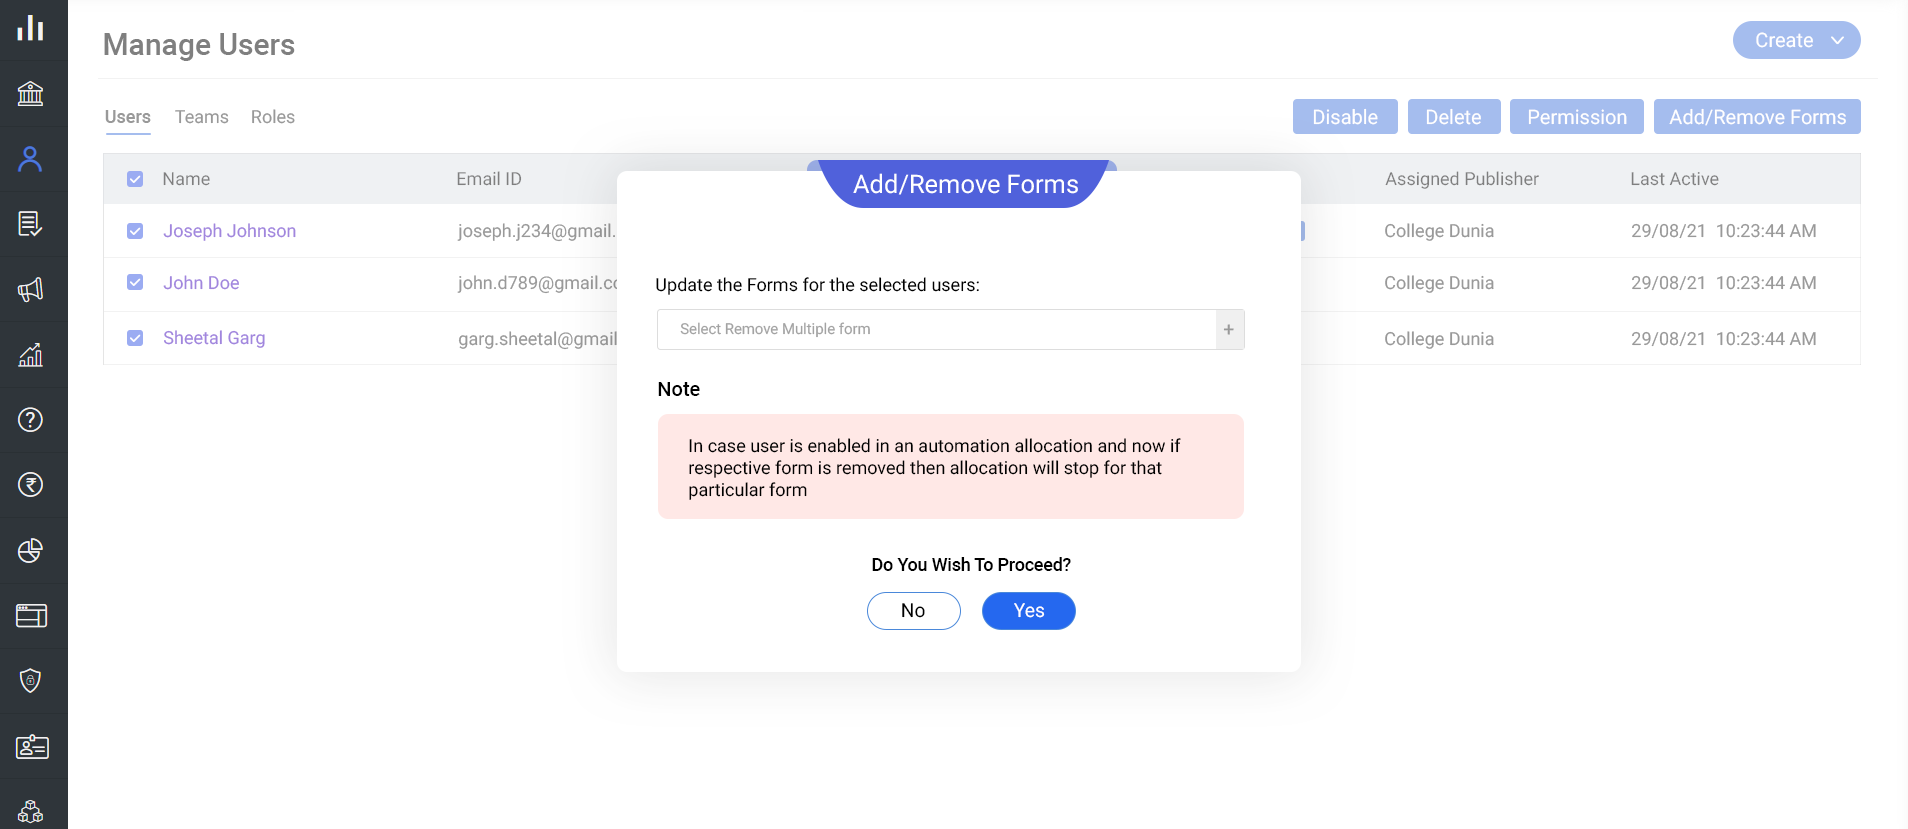 Manage Users
Create
Users Teams Roles
Disable Delete Permission Add/Remove Forms
Name Email ID Assigned Publisher Last Active
Joseph Johnson joseph.j234@gmail. College Dunia 29/08/21 10:23:44 AM
John Doe john.d789@gmail.co College Dunia 29/08/21 10:23:44 AM
Sheetal Garg garg.sheetal@gmail College Dunia 29/08/21 10:23:44 AM
Add/Remove Forms
Update the Forms for the selected users:
Select Remove Multiple form +
Note
In case user is enabled in an automation allocation and now if
respective form is removed then allocation will stop for that
particular form
Do You Wish To Proceed?
No Yes